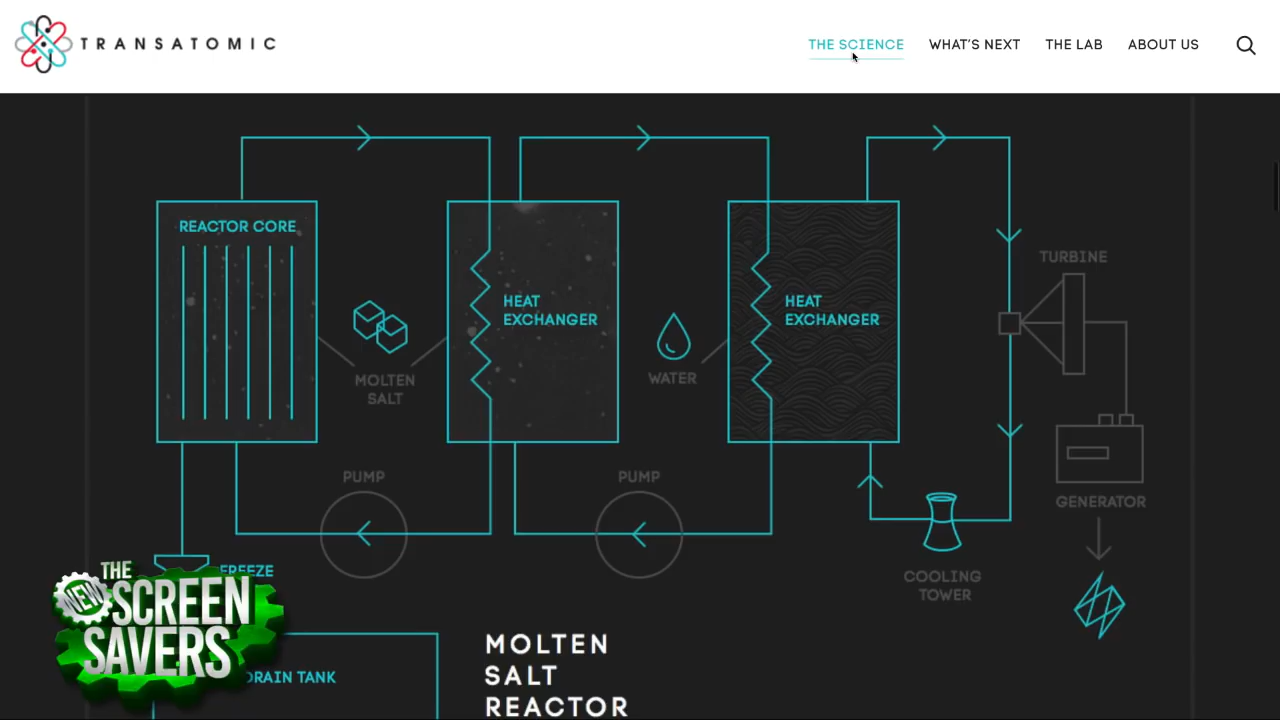 TRANSATOMIC
THE SCIENCE
WHAT'S NEXT
THE LAB
ABOUT US
REACTOR CORE
HEAT
EXCHANGER
HEAT
EXCHANGER
TURBINE
MOLTEN
SALT
WATER
PUMP
PUMP
GENERATOR
COOLING
TOWER
FREEZE
THE
NEW
SCREEN
SAVERS
DRAIN TANK
MOLTEN
SALT
REACTOR